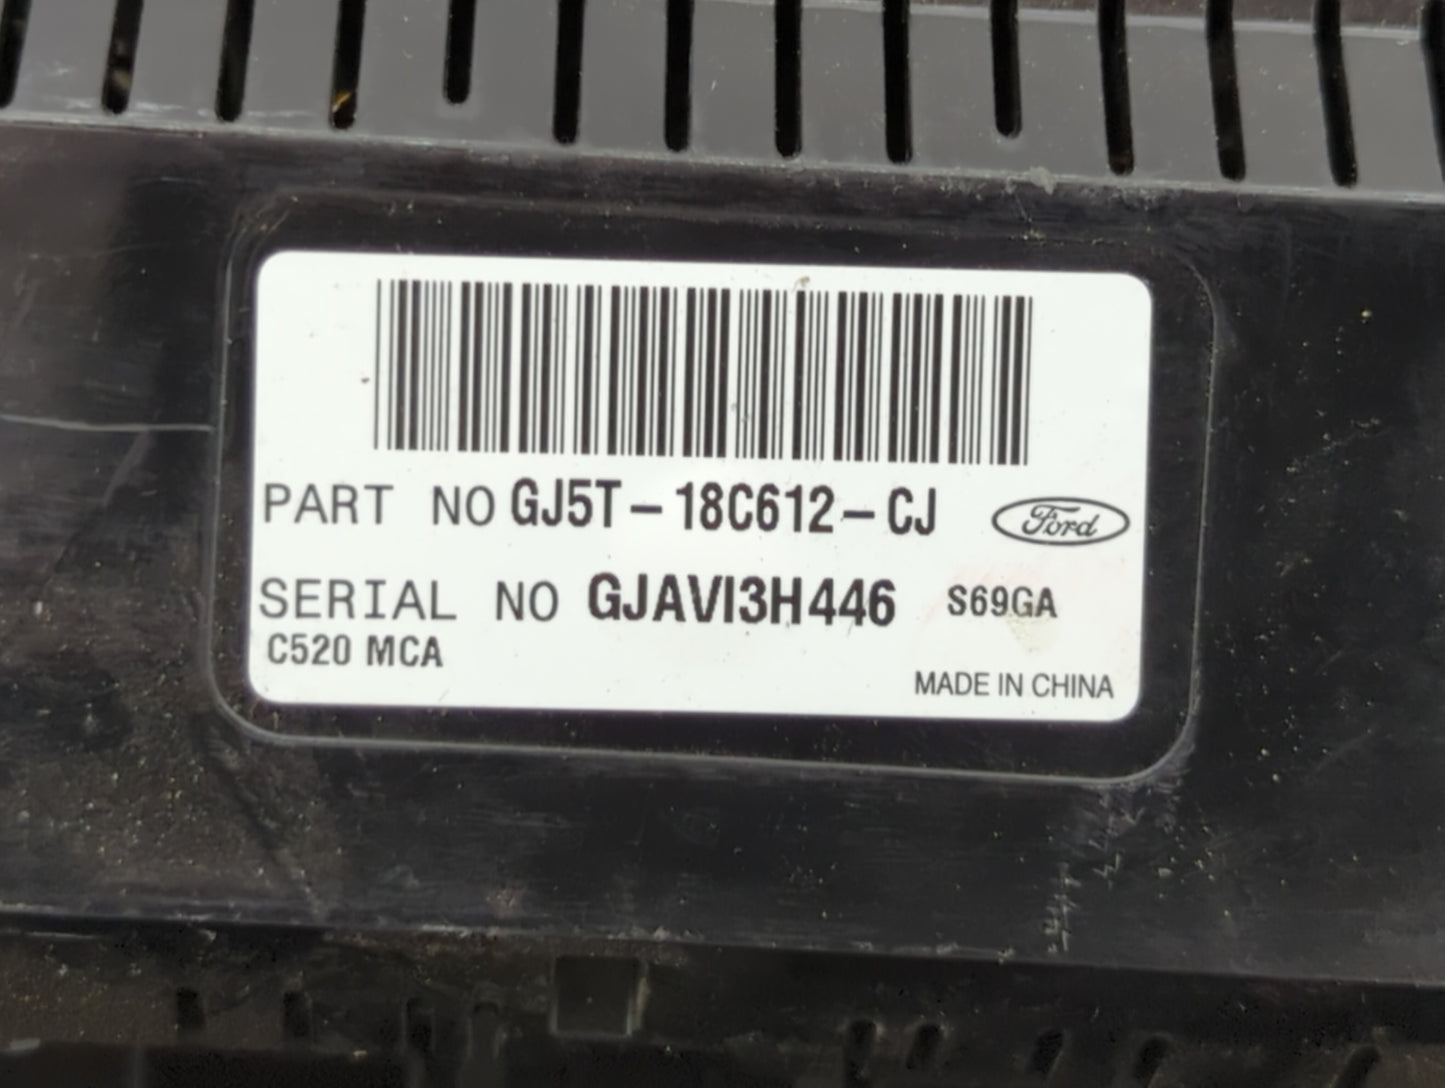 PART NO GJ5T-18C612-CJ Ford
SERIAL NO GJAVI3H446 S69GA
C520 MCA
MADE IN CHINA